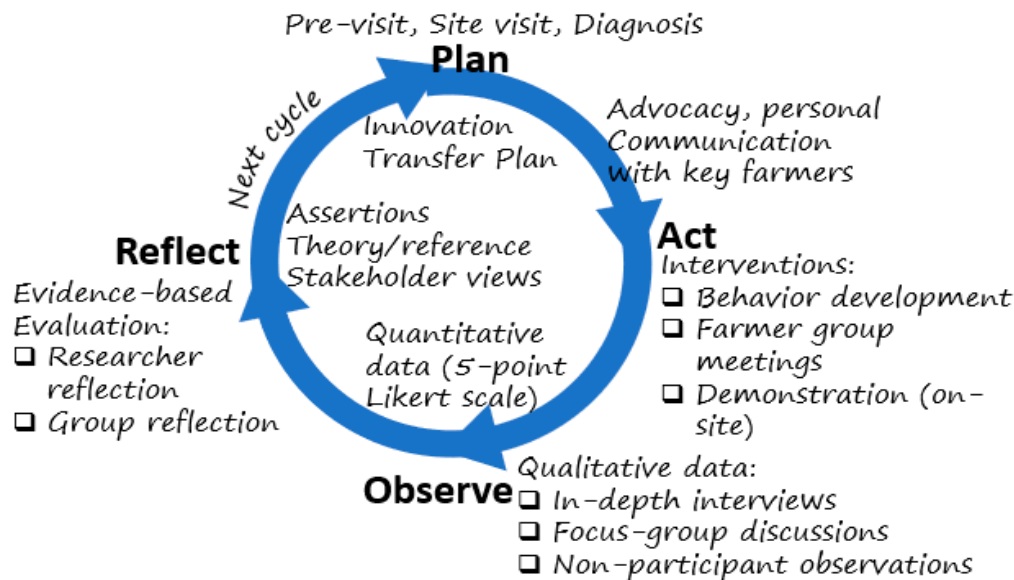 Pre-visit, Site visit, Diagnosis
Plan
Innovation
Transfer Plan
Advocacy, personal
Communication
with key farmers
Act
Interventions:
❑ Behavior development
❑ Farmer group
meetings
❑ Demonstration (on-
site)
Quantitative
data (5-point
Likert scale)
Observe
Qualitative data:
❑ In-depth interviews
❑ Focus-group discussions
❑ Non-participant observations
Reflect
Evidence-based
Evaluation:
❑ Researcher
reflection
❑ Group reflection
Assertions
Theory/reference
Stakeholder views
Next cycle